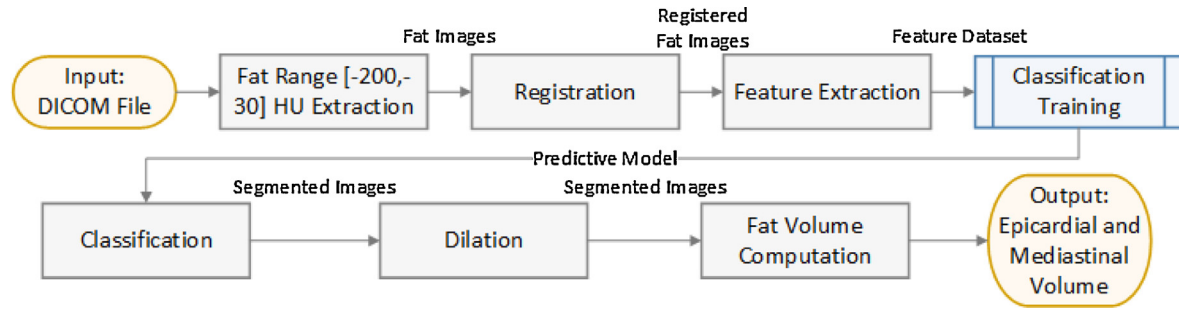 Input:
DICOM File
Fat Range [-200,-
30] HU Extraction
Fat Images
Registration
Registered
Fat Images
Feature Extraction
Feature Dataset
Classification
Training
Predictive Model
Classification
Segmented Images
Dilation
Segmented Images
Fat Volume
Computation
Output:
Epicardial and
Mediastinal
Volume